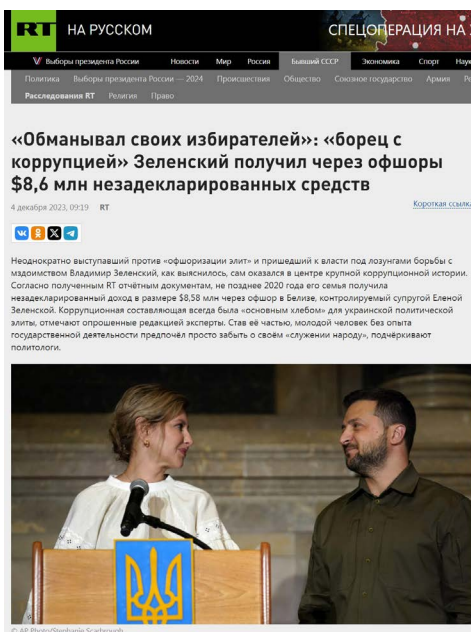 RT НА РУССКОМ
СПЕЦОПЕРАЦИЯ НА
Выборы президента России Новости Мир Россия Бывший СССР Экономика Спорт
Политика Выборы президента России — 2024 Происшествия Общество Союзное государство Армия
Расследования RT Религия Право
«Обманывал своих избирателей»: «борец с
коррупцией» Зеленский получил через офшоры
$8,6 млн незадекларированных средств
4 декабря 2023, 09:19 RT
Короткая ссылка
Неоднократно выступавший против «офшоризации элит» и пришедший к власти под лозунгами борьбы с
мздоимством Владимир Зеленский, как выяснилось, сам оказался в центре крупной коррупционной истории.
Согласно полученным RT отчётным документам, не позднее 2020 года его семья получила
незадекларированный доход в размере $8,58 млн через офшор в Белизе, контролируемый супругой Еленой
Зеленской. Коррупционная составляющая всегда была «основным хлебом» для украинской политической
элиты, отмечают опрошенные редакцией эксперты. Став её частью, молодой человек без опыта
государственной деятельности предпочёл просто забыть о своём «служении народу», подчёркивают
политологи.
© AP Photo/Stephanie Scarbrough